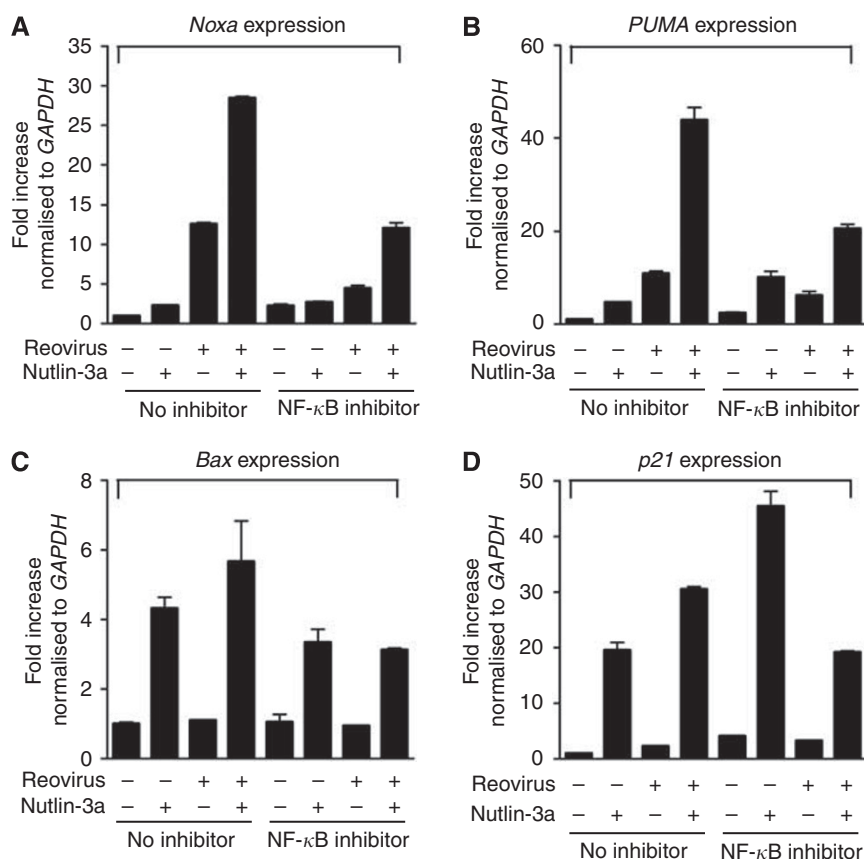 A
Noxa expression
Fold increase
normalised to GAPDH
35
30
25
20
15
10
5
0
Reovirus – – + + – – + +
Nutlin-3a – + – + – + – +
No inhibitor NF-κB inhibitor
B
PUMA expression
Fold increase
normalised to GAPDH
60
40
20
0
Reovirus – – + + – – + +
Nutlin-3a – + – + – + – +
No inhibitor NF-κB inhibitor
C
Bax expression
Fold increase
normalised to GAPDH
8
6
4
2
0
Reovirus – – + + – – + +
Nutlin-3a – + – + – + – +
No inhibitor NF-κB inhibitor
D
p21 expression
Fold increase
normalised to GAPDH
50
40
30
20
10
0
Reovirus – – + + – – + +
Nutlin-3a – + – + – + – +
No inhibitor NF-κB inhibitor